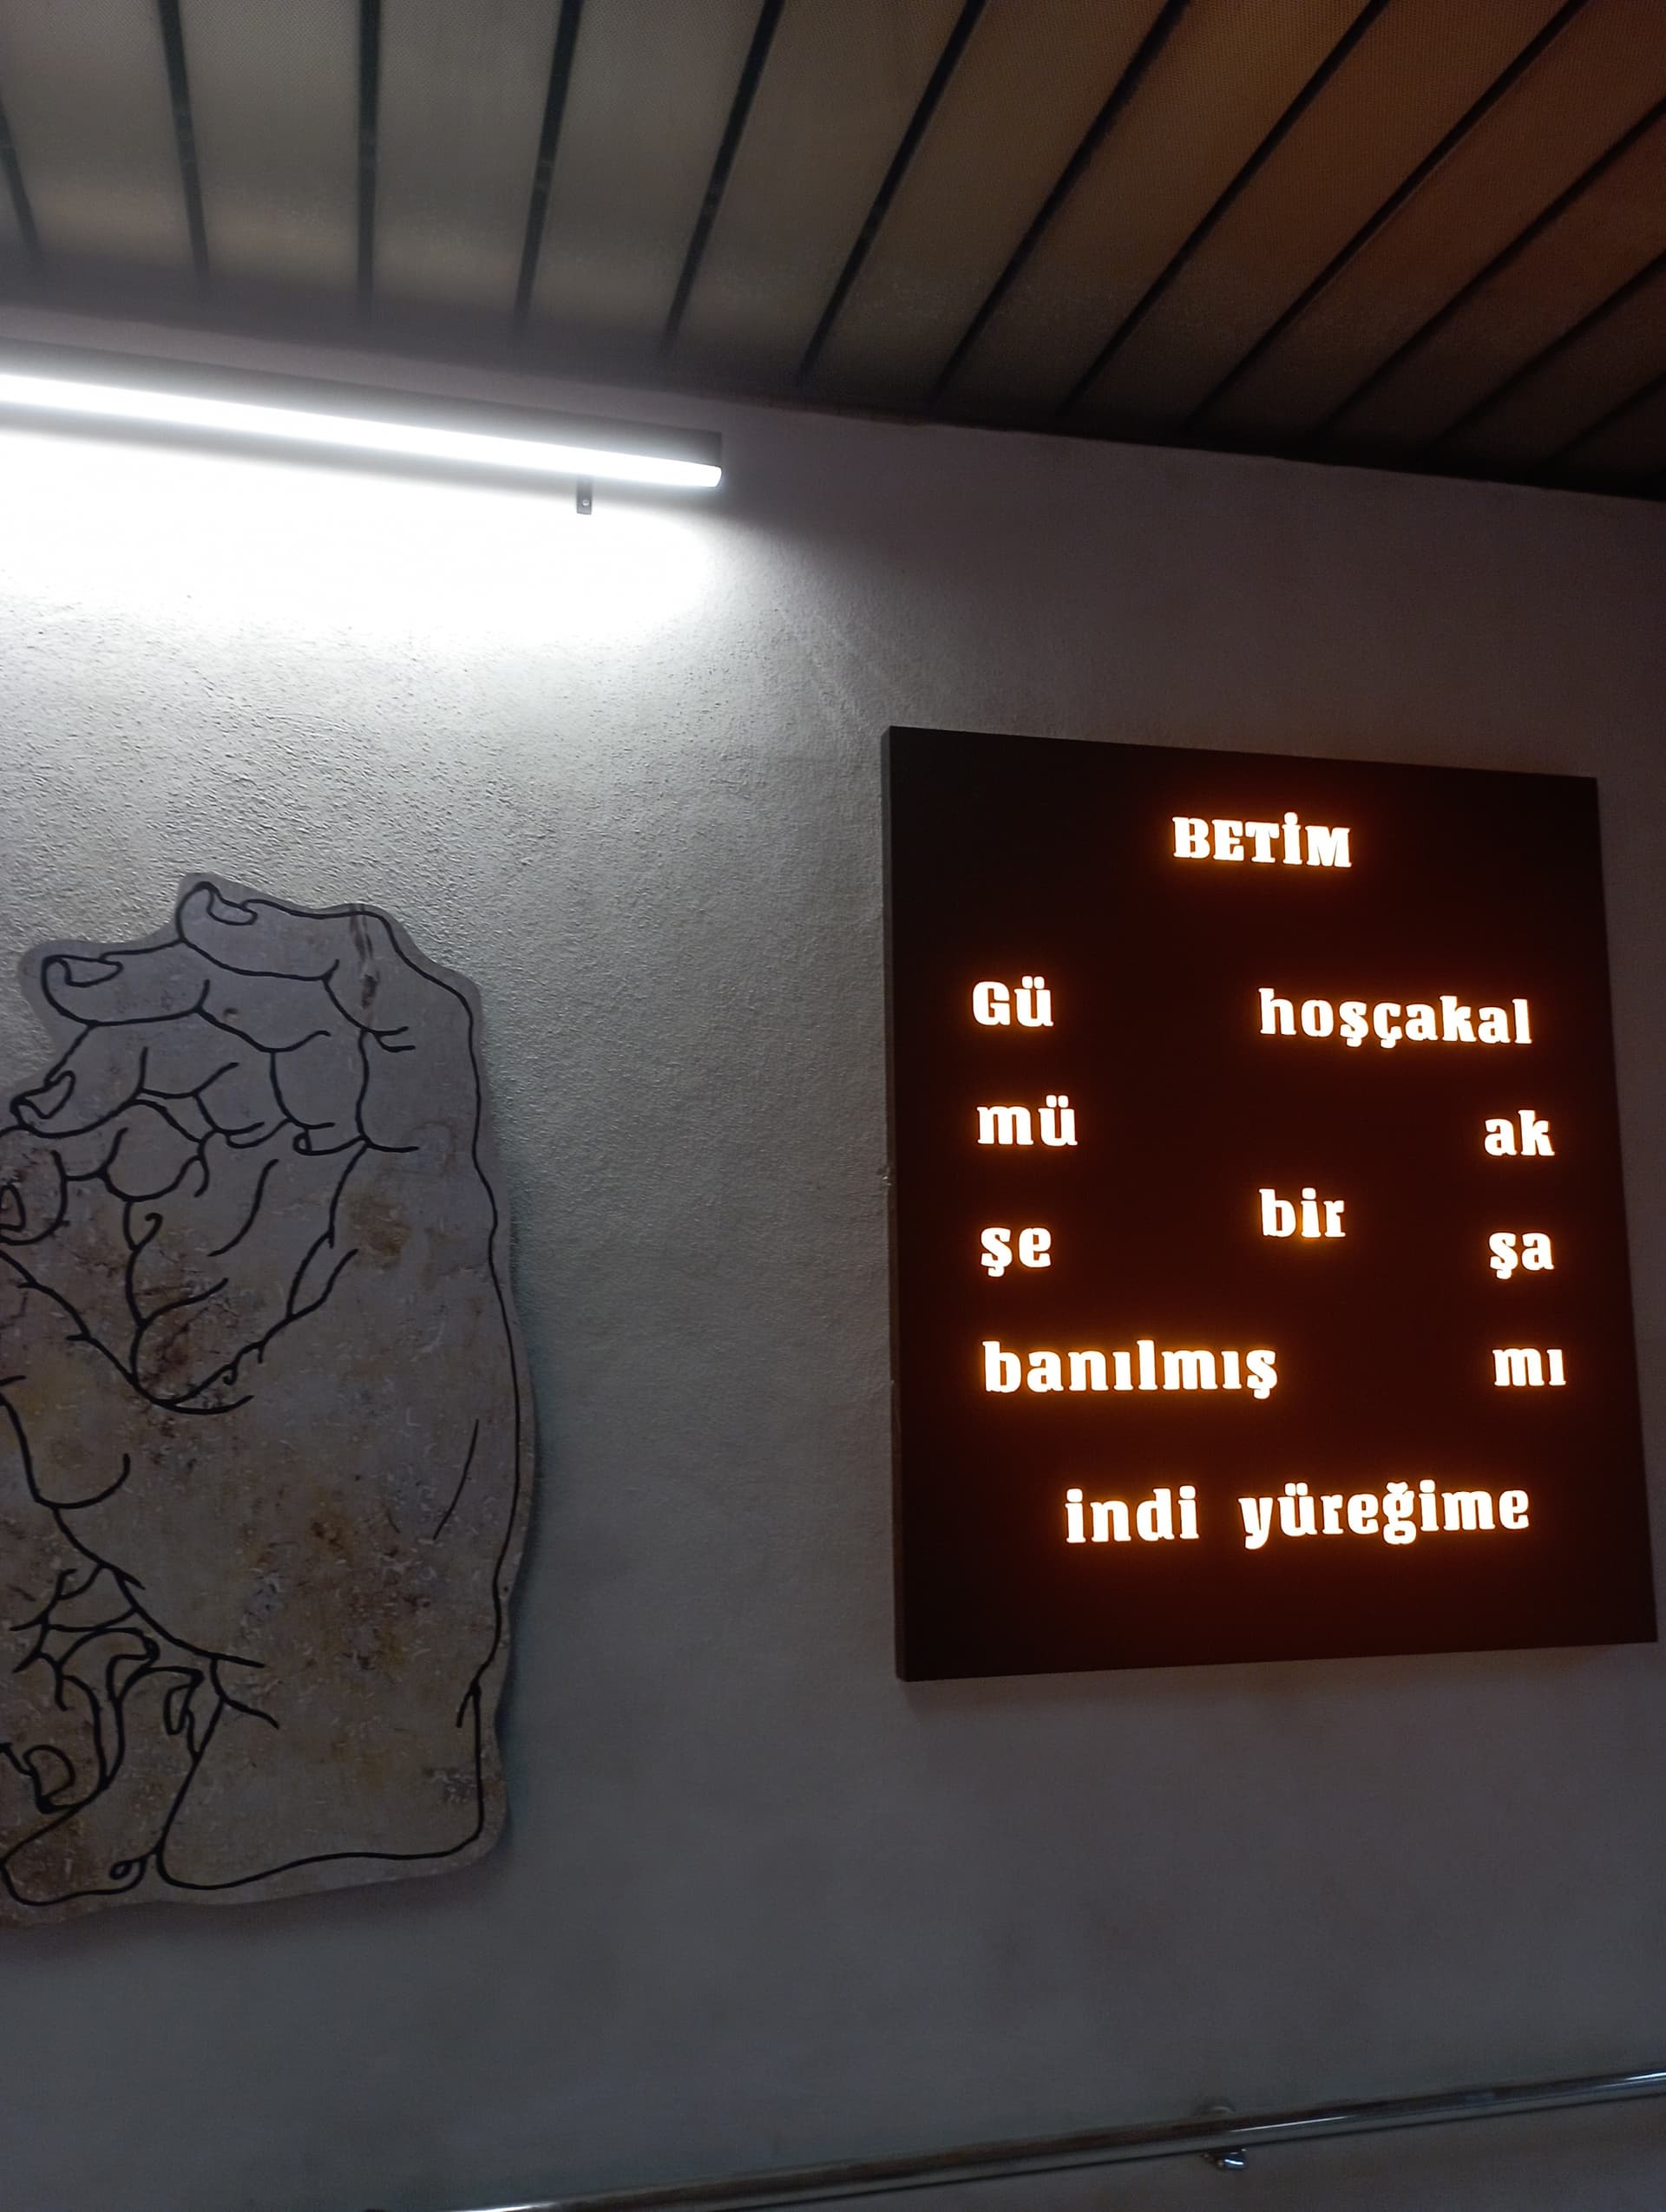 BETİM
Gü hoşçakal
mü ak
şe bir şa
banılmış mı
indi yüreğime